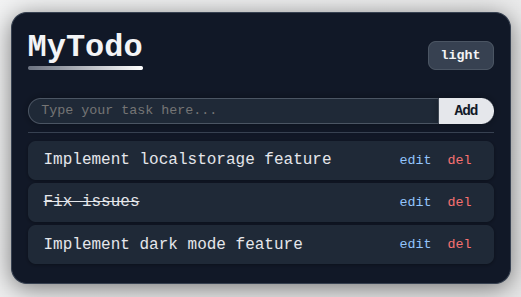 MyTodo
light
Type your task here...
Add
Implement localstorage feature
edit del
Fix issues
edit del
Implement dark mode feature
edit del